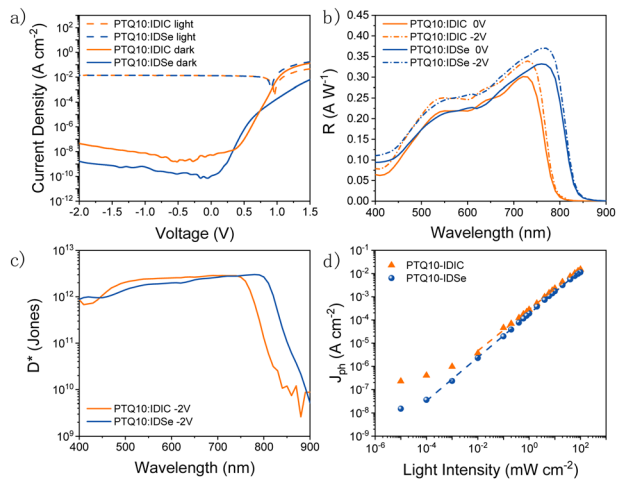 a)
PTQ10:IDIC light
PTQ10:IDSe light
PTQ10:IDIC dark
PTQ10:IDSe dark
Current Density (A cm⁻²)
10² 10⁰ 10⁻² 10⁻⁴ 10⁻⁶ 10⁻⁸ 10⁻¹⁰ 10⁻¹²
-2.0 -1.5 -1.0 -0.5 0.0 0.5 1.0 1.5
Voltage (V)
b)
PTQ10:IDIC 0V
PTQ10:IDIC -2V
PTQ10:IDSe 0V
PTQ10:IDSe -2V
R (A W⁻¹)
0.45 0.40 0.35 0.30 0.25 0.20 0.15 0.10 0.05 0.00
400 500 600 700 800 900
Wavelength (nm)
c)
D* (Jones)
10¹³ 10¹² 10¹¹ 10¹⁰ 10⁹
PTQ10:IDIC -2V
PTQ10:IDSe -2V
400 500 600 700 800 900
Wavelength (nm)
d)
PTQ10-IDIC
PTQ10-IDSe
Jph (A cm⁻²)
10⁻¹ 10⁻² 10⁻³ 10⁻⁴ 10⁻⁵ 10⁻⁶ 10⁻⁷ 10⁻⁸ 10⁻⁹
10⁻⁶ 10⁻⁴ 10⁻² 10⁰ 10²
Light Intensity (mW cm⁻²)